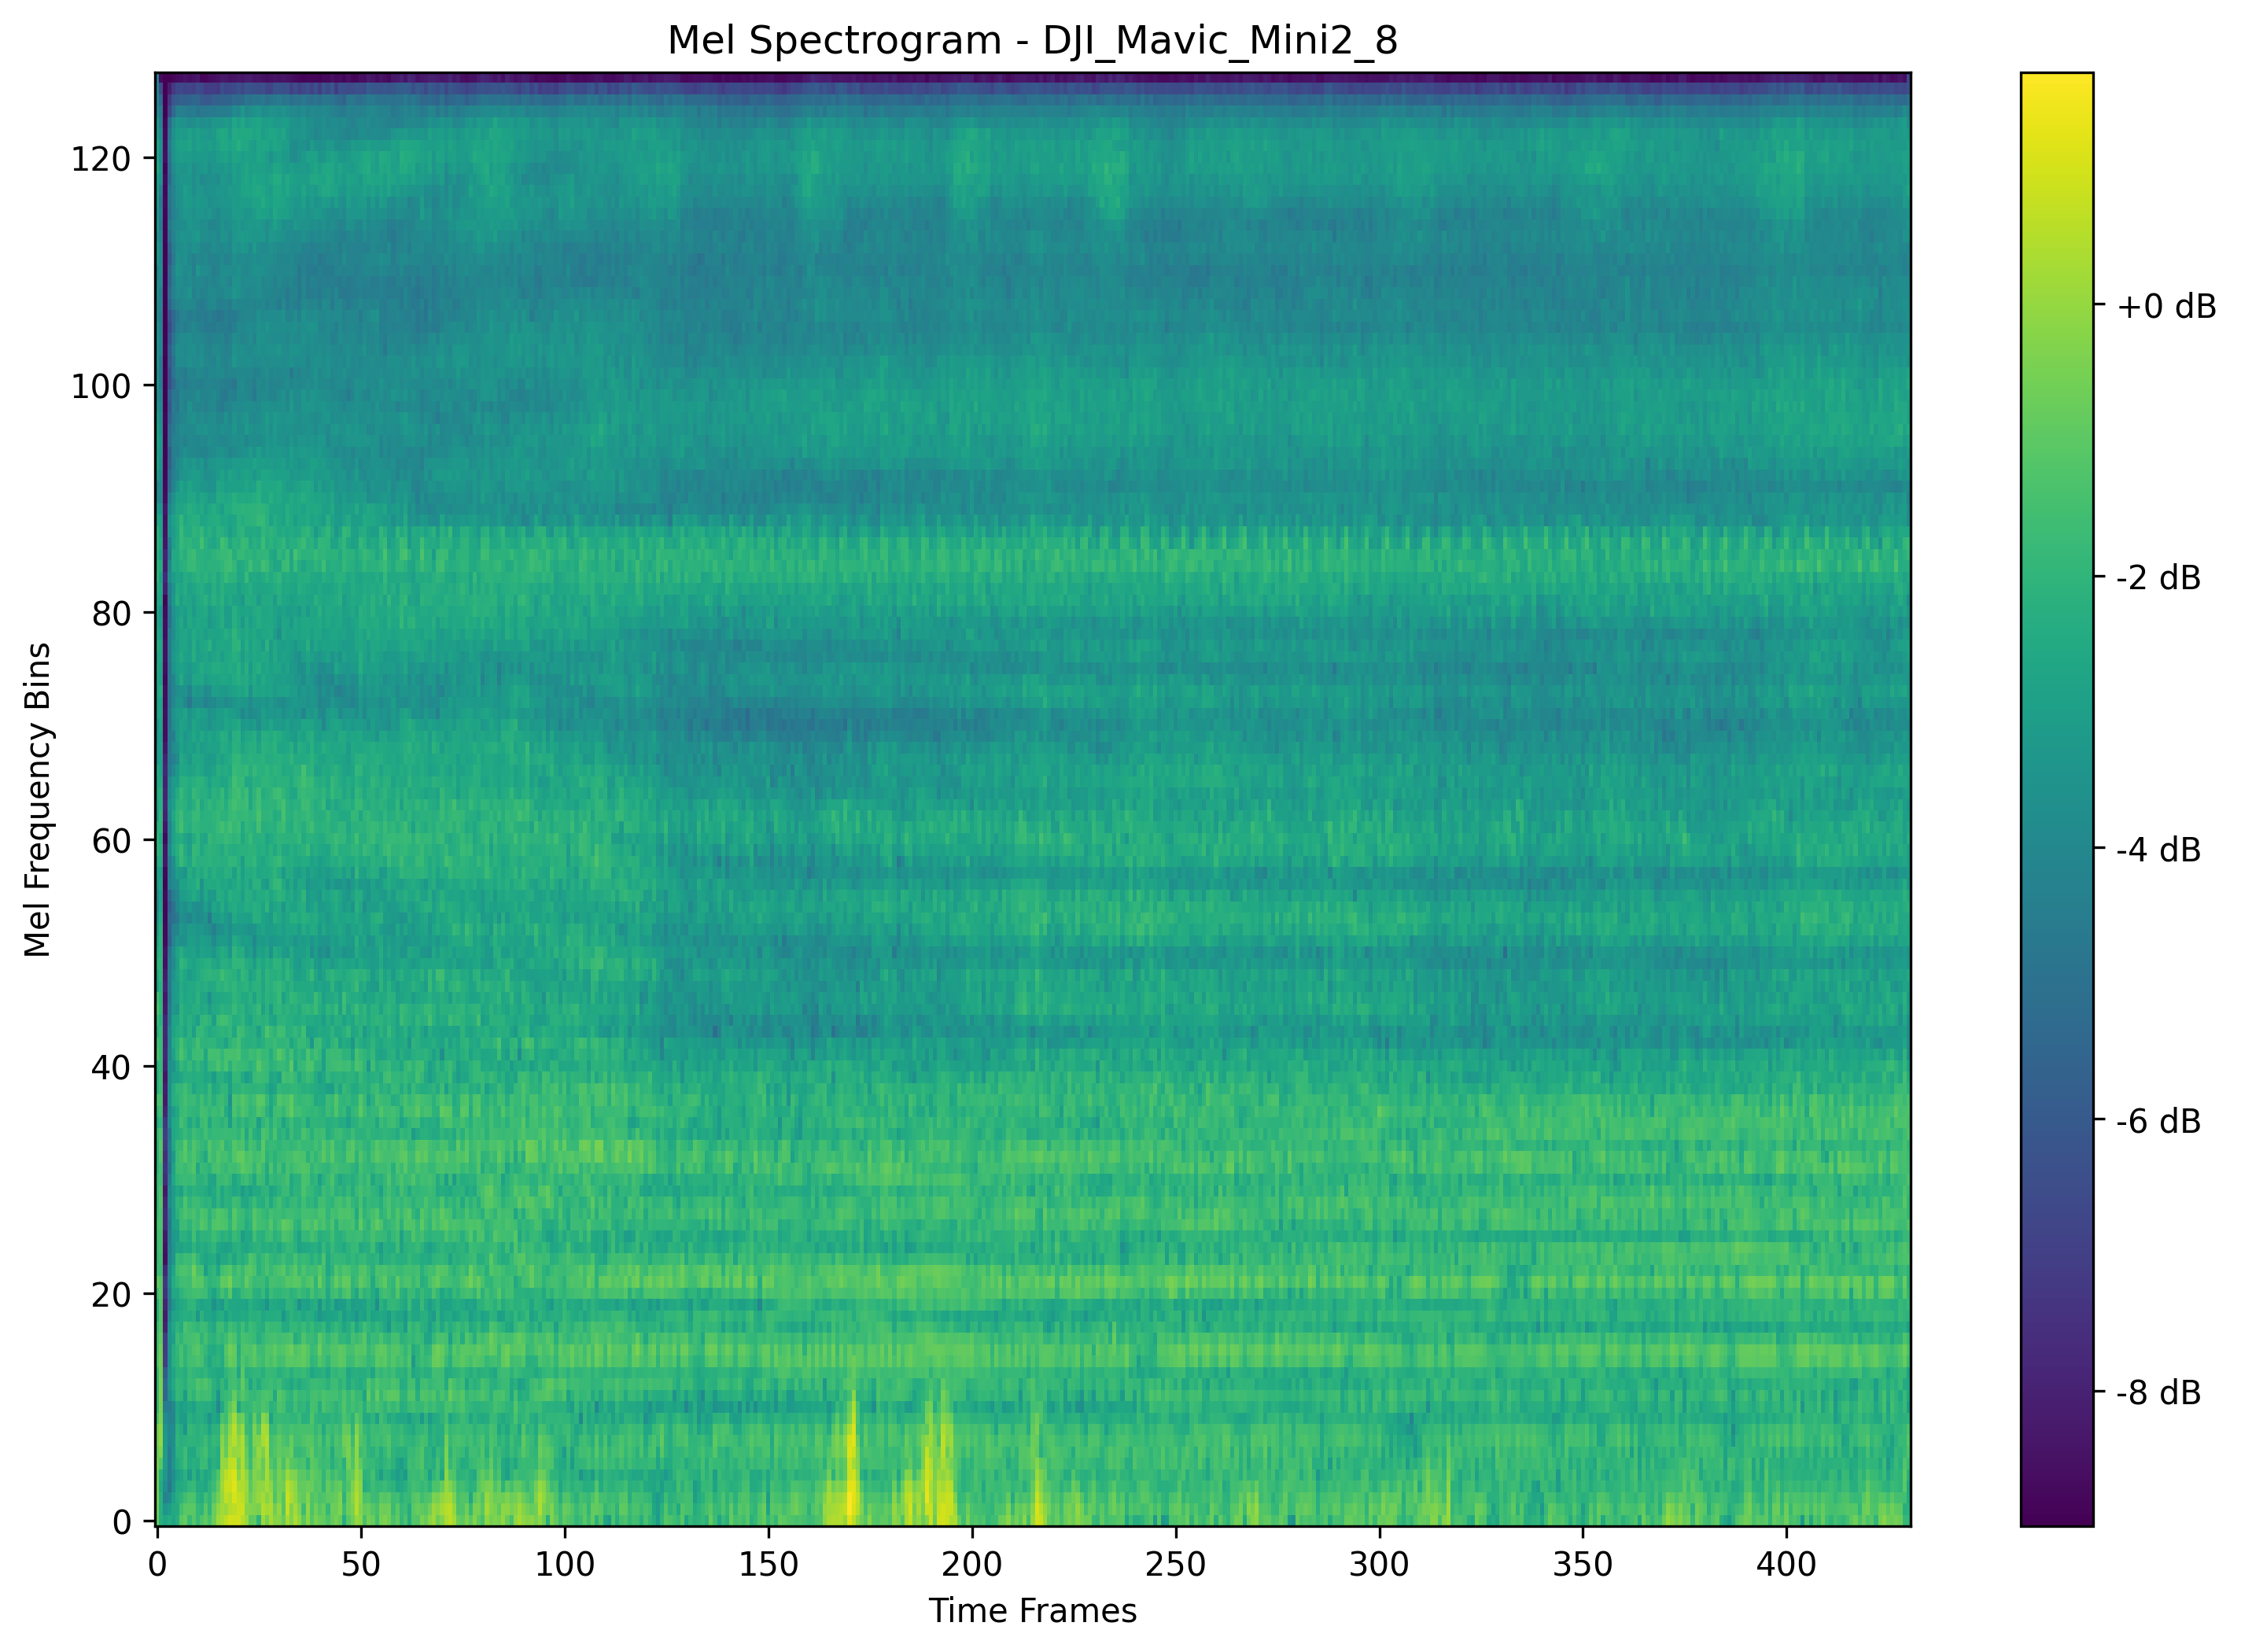 Mel Spectrogram - DJI_Mavic_Mini2_8
Mel Frequency Bins
120
100
80
60
40
20
0
0 50 100 150 200 250 300 350 400
Time Frames
+0 dB
-2 dB
-4 dB
-6 dB
-8 dB